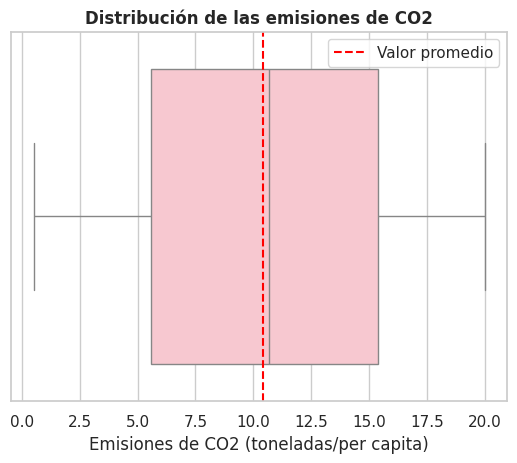 Distribución de las emisiones de CO2
Valor promedio
0.0 2.5 5.0 7.5 10.0 12.5 15.0 17.5 20.0
Emisiones de CO2 (toneladas/per capita)